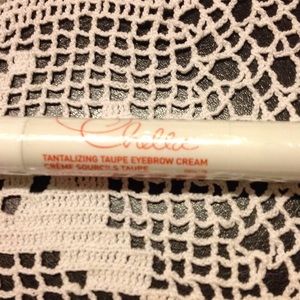 Chella
TANTALIZING TAUPE EYEBROW CREAM
CRÈME SOURCILS TAUPE